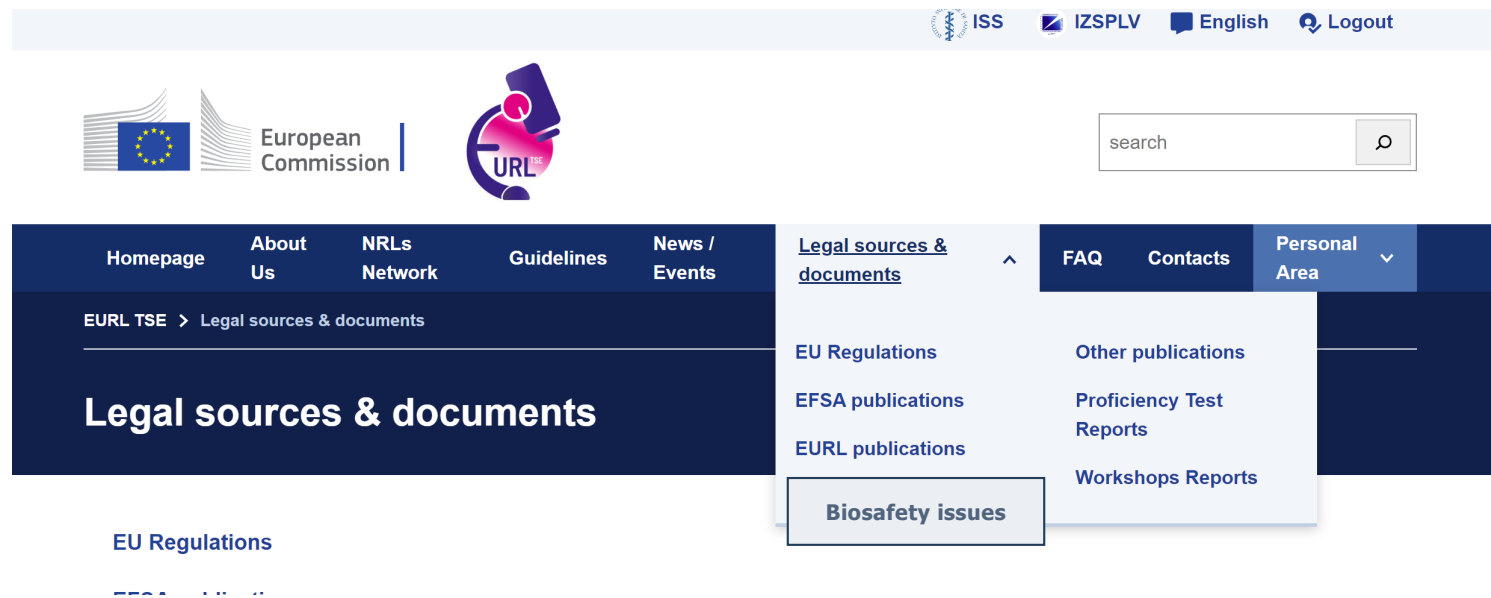 ISS IZSPLV English Logout
European
Commission
EURL TSE
search
Homepage
About
Us
NRLs
Network
Guidelines
News /
Events
Legal sources &
documents
FAQ
Contacts
Personal
Area
EURL TSE > Legal sources & documents
Legal sources & documents
EU Regulations
EFSA publications
EURL publications
Biosafety issues
Other publications
Proficiency Test
Reports
Workshops Reports
EU Regulations